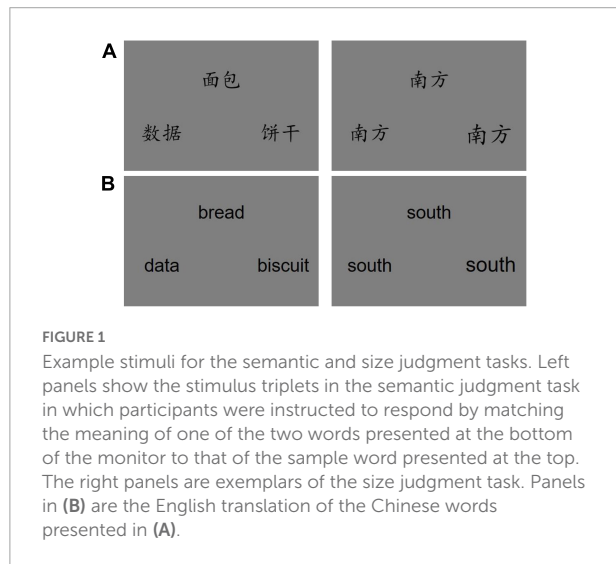 A
面包
数据 饼干
南方
南方 南方
B
bread
data biscuit
south
south south
FIGURE 1
Example stimuli for the semantic and size judgment tasks. Left
panels show the stimulus triplets in the semantic judgment task
in which participants were instructed to respond by matching
the meaning of one of the two words presented at the bottom
of the monitor to that of the sample word presented at the top.
The right panels are exemplars of the size judgment task. Panels
in (B) are the English translation of the Chinese words
presented in (A).